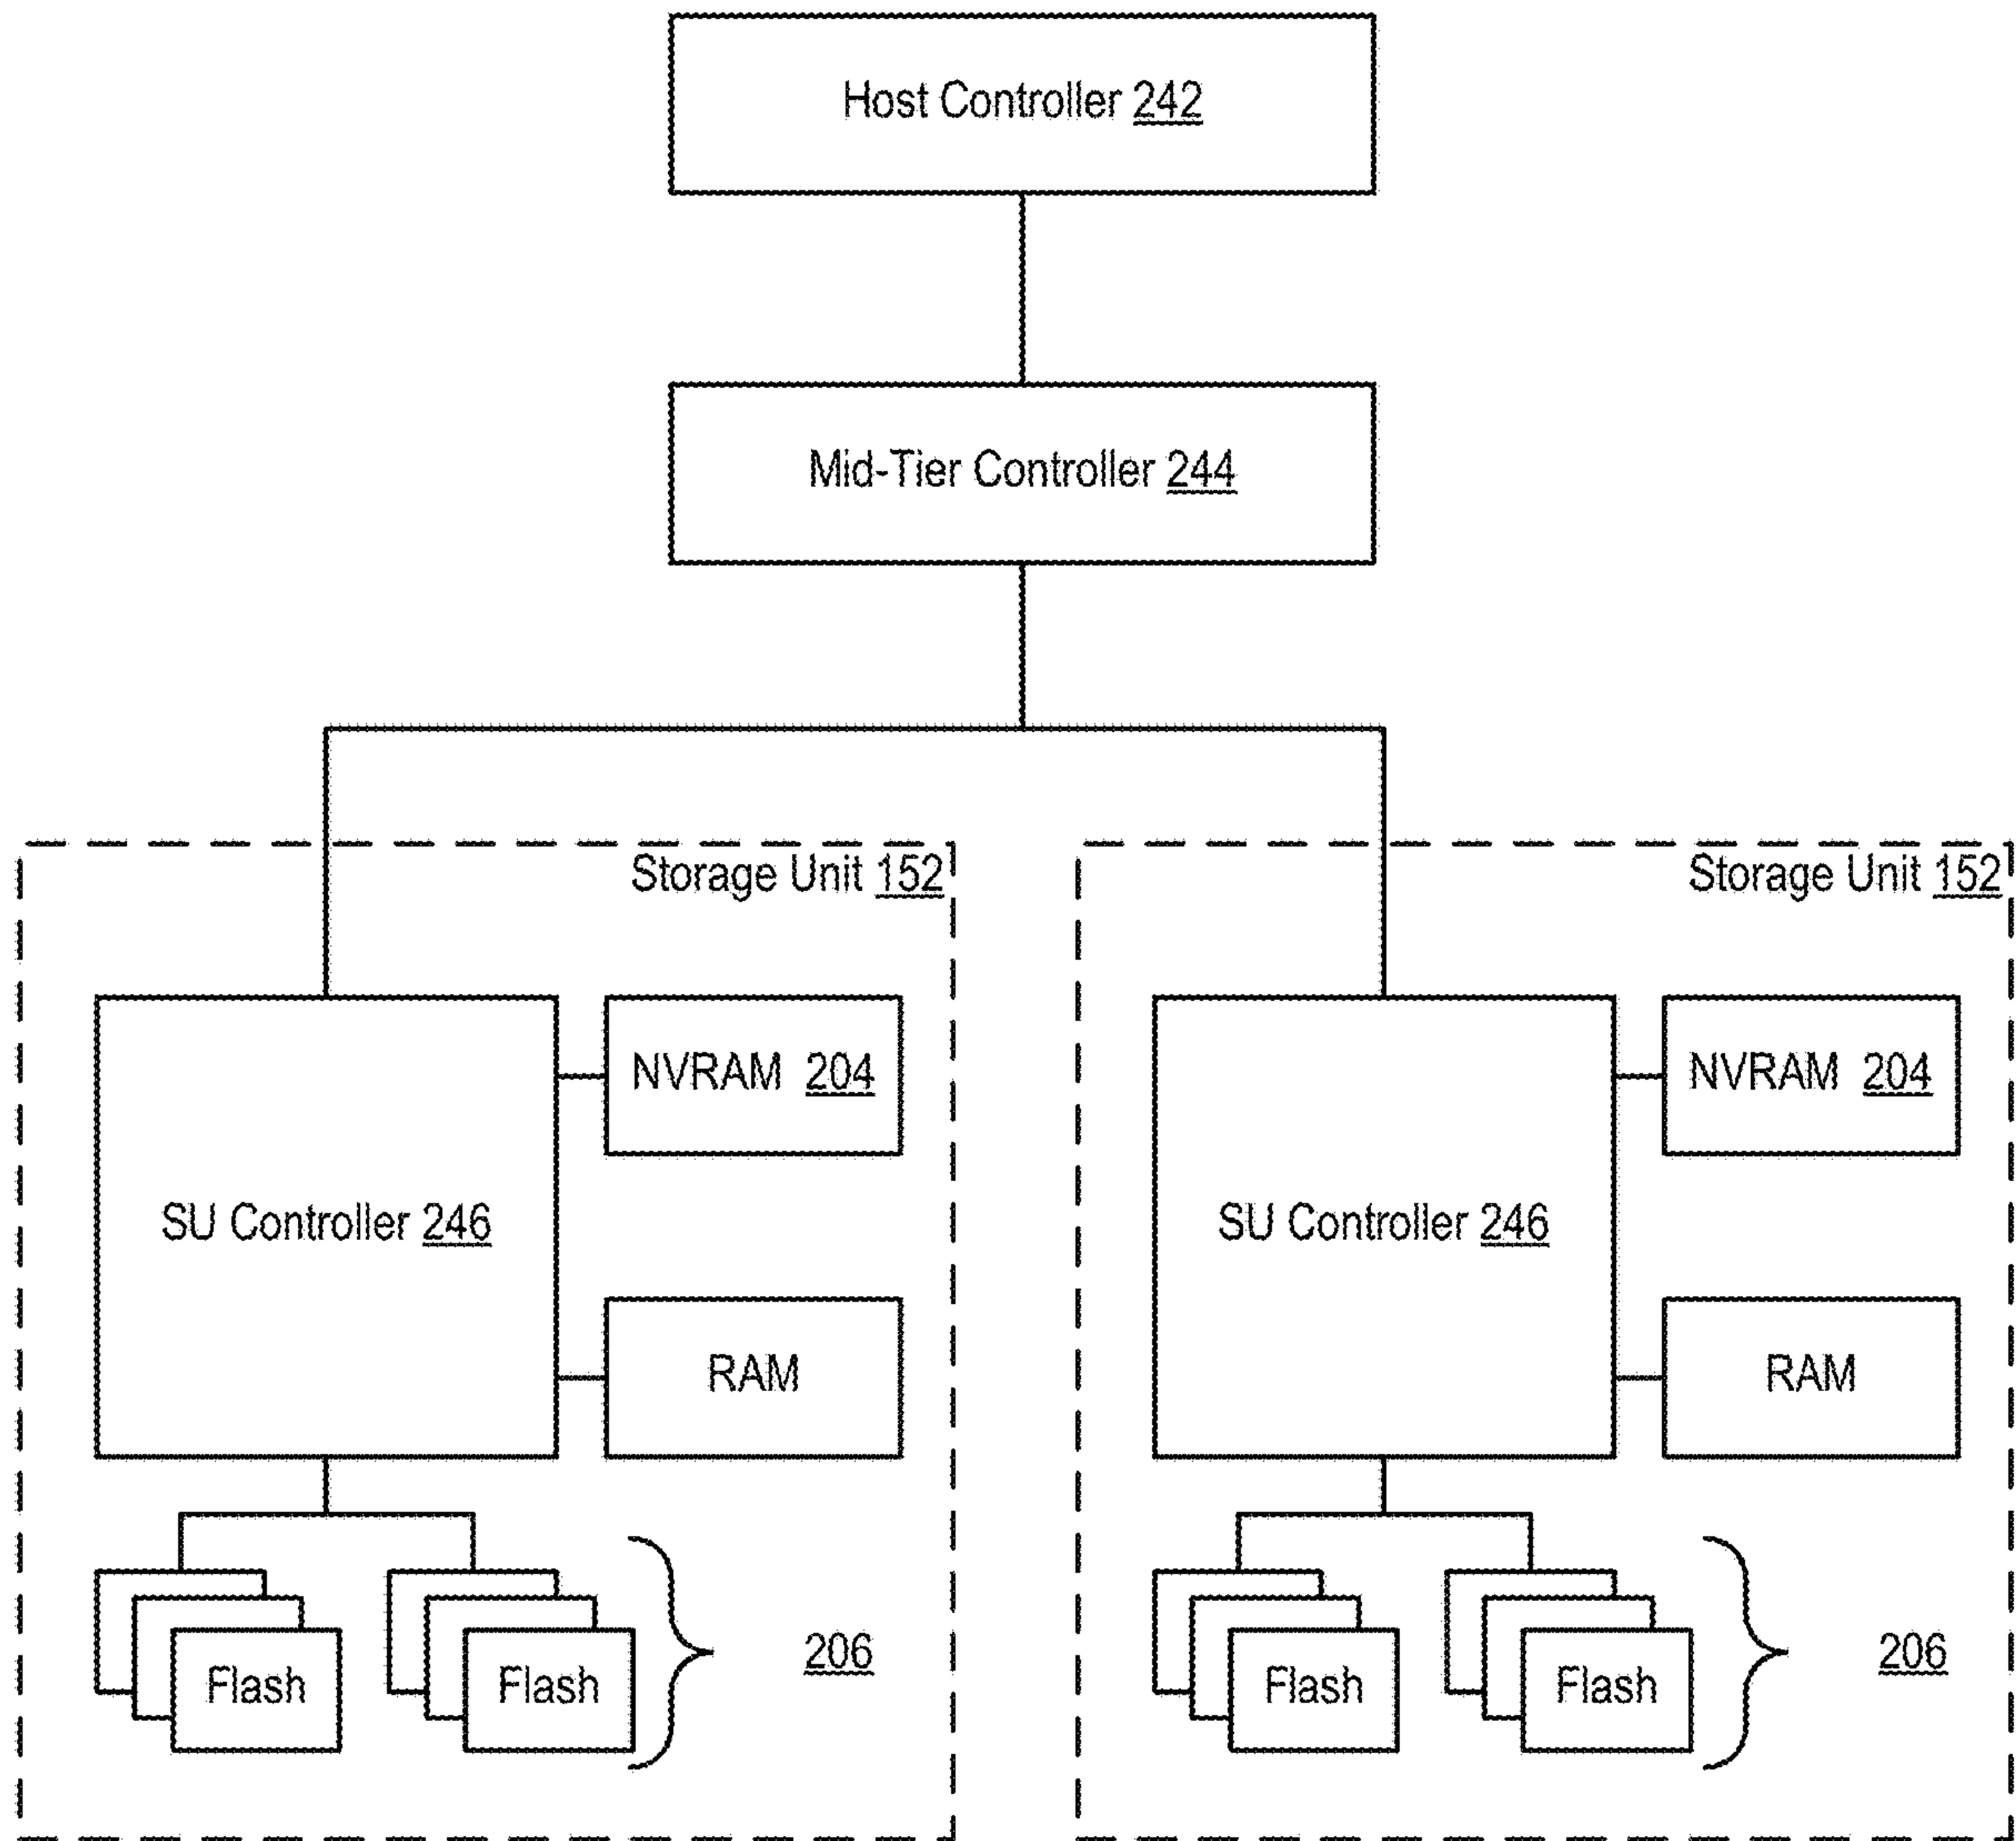 Host Controller 242
Mid-Tier Controller 244
Storage Unit 152
SU Controller 246
NVRAM 204
RAM
Flash
Flash
206
Storage Unit 152
SU Controller 246
NVRAM 204
RAM
Flash
Flash
206